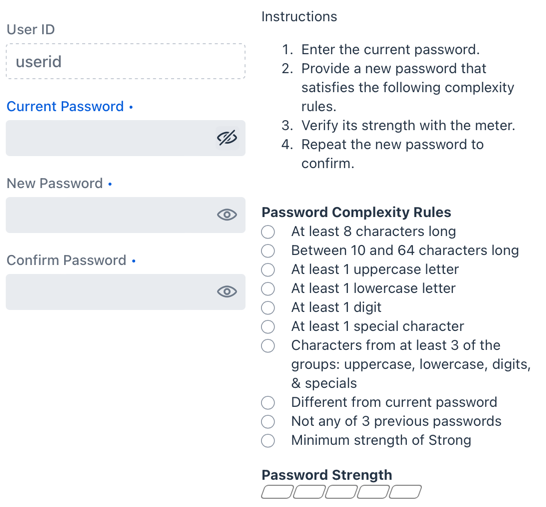 User ID
userid
Current Password •
New Password •
Confirm Password •
Instructions
1. Enter the current password.
2. Provide a new password that
satisfies the following complexity
rules.
3. Verify its strength with the meter.
4. Repeat the new password to
confirm.
Password Complexity Rules
At least 8 characters long
Between 10 and 64 characters long
At least 1 uppercase letter
At least 1 lowercase letter
At least 1 digit
At least 1 special character
Characters from at least 3 of the
groups: uppercase, lowercase, digits,
& specials
Different from current password
Not any of 3 previous passwords
Minimum strength of Strong
Password Strength